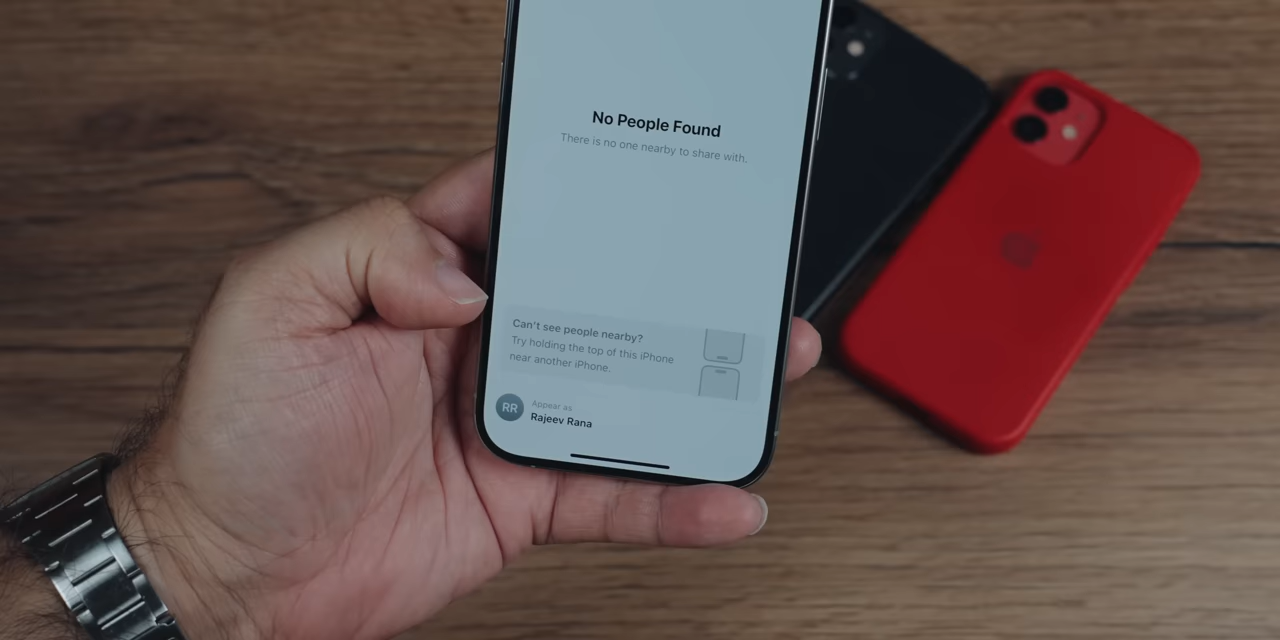 No People Found
There is no one nearby to share with.
Can't see people nearby?
Try holding the top of this iPhone
near another iPhone.
RR
Appear as
Rajeev Rana